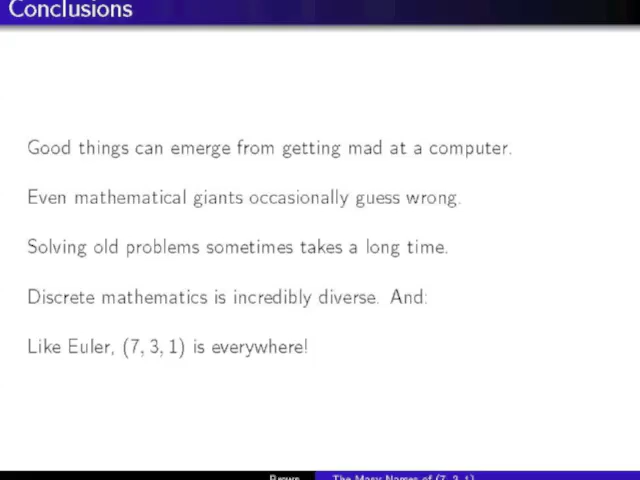 Conclusions
Good things can emerge from getting mad at a computer.
Even mathematical giants occasionally guess wrong.
Solving old problems sometimes takes a long time.
Discrete mathematics is incredibly diverse. And:
Like Euler, (7, 3, 1) is everywhere!
Brown
The Many Names of (7, 3, 1)